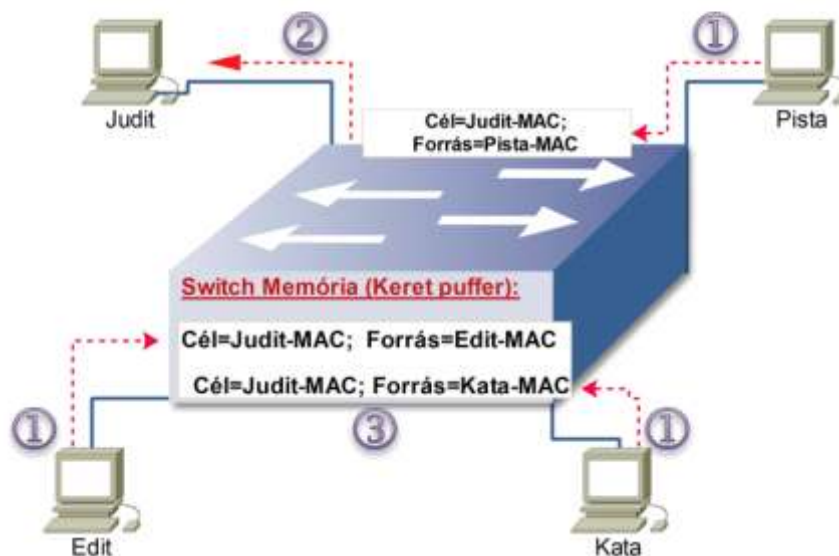 ②
①
Judit
Pista
Cél=Judit-MAC;
Forrás=Pista-MAC
Switch Memória (Keret puffer):
Cél=Judit-MAC; Forrás=Edit-MAC
Cél=Judit-MAC; Forrás=Kata-MAC
①
③
①
Edit
Kata